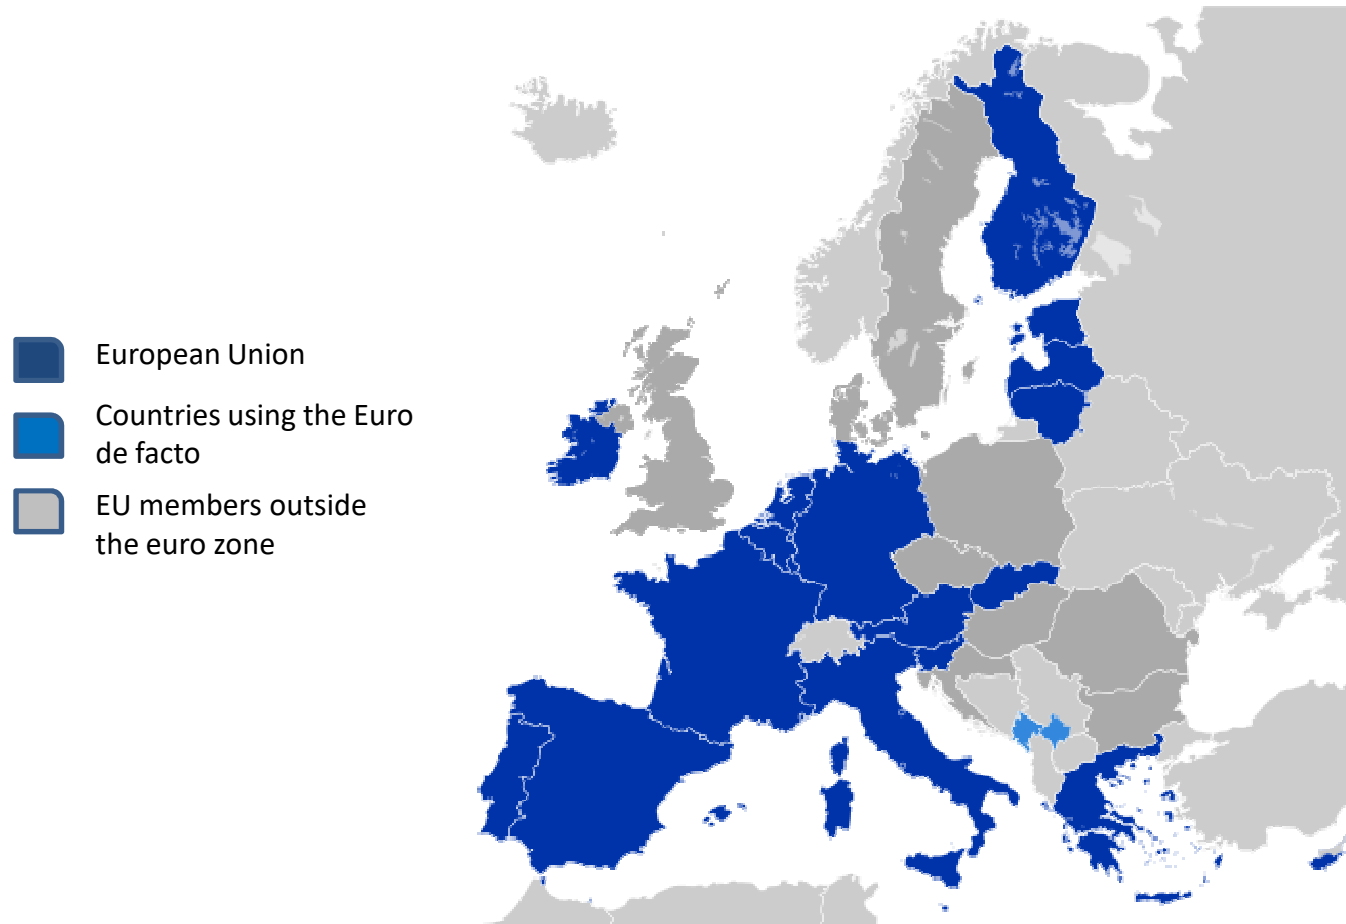 European Union
Countries using the Euro
de facto
EU members outside
the euro zone